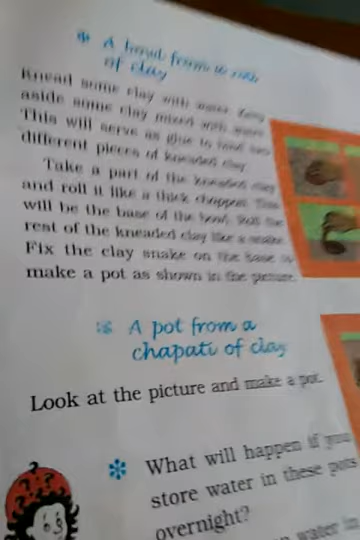 * A bowl from a
of clay
Knead some clay with water. Keep
aside some clay mixed with water.
This will serve as glue to
different pieces of kneaded clay.
Take a part of the kneaded clay
and roll it like a thick chapati. This
will be the base of the bowl. Roll the
rest of the kneaded clay like a snake.
Fix the clay snake on the base
make a pot as shown in the picture.
A pot from a
chapati of clay
Look at the picture and make a pot.
* What will happen if you
store water in these pots
overnight?
water in